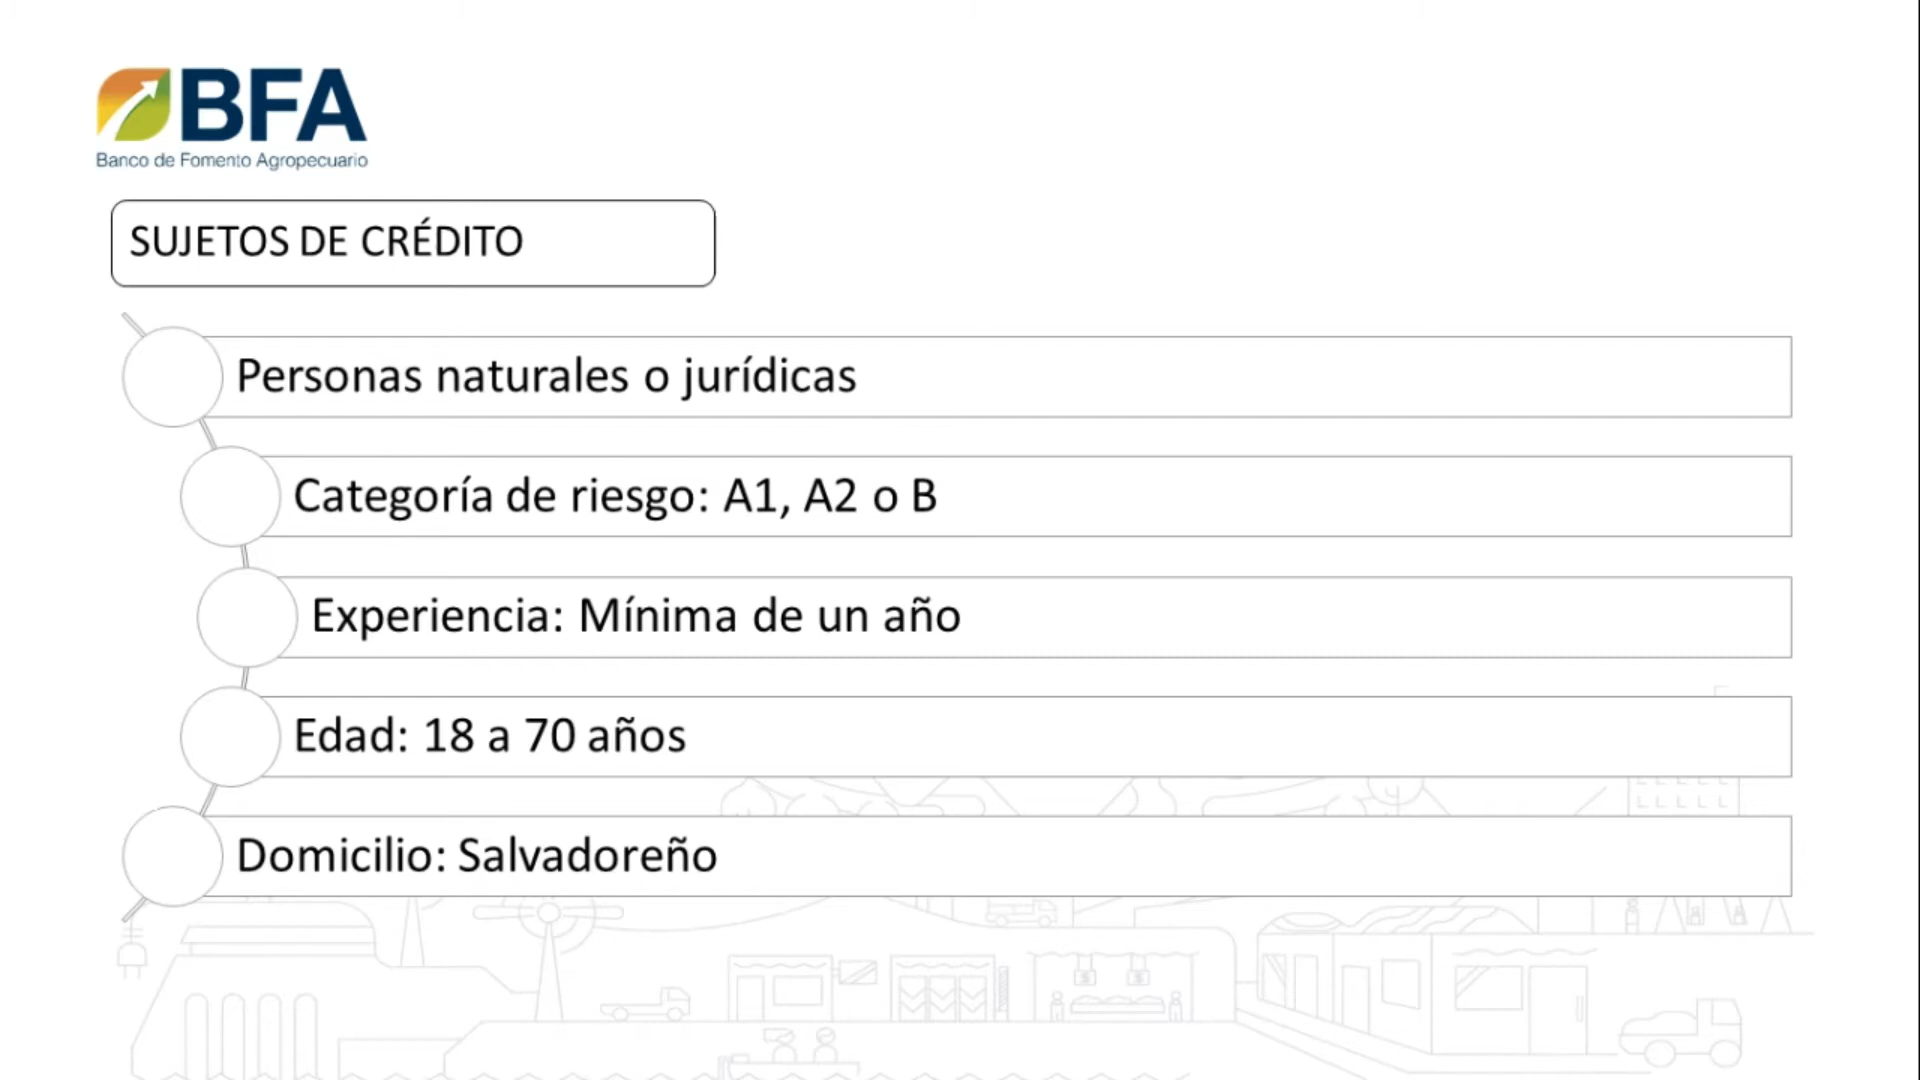 BFA
Banco de Fomento Agropecuario
SUJETOS DE CRÉDITO
Personas naturales o jurídicas
Categoría de riesgo: A1, A2 o B
Experiencia: Mínima de un año
Edad: 18 a 70 años
Domicilio: Salvadoreño